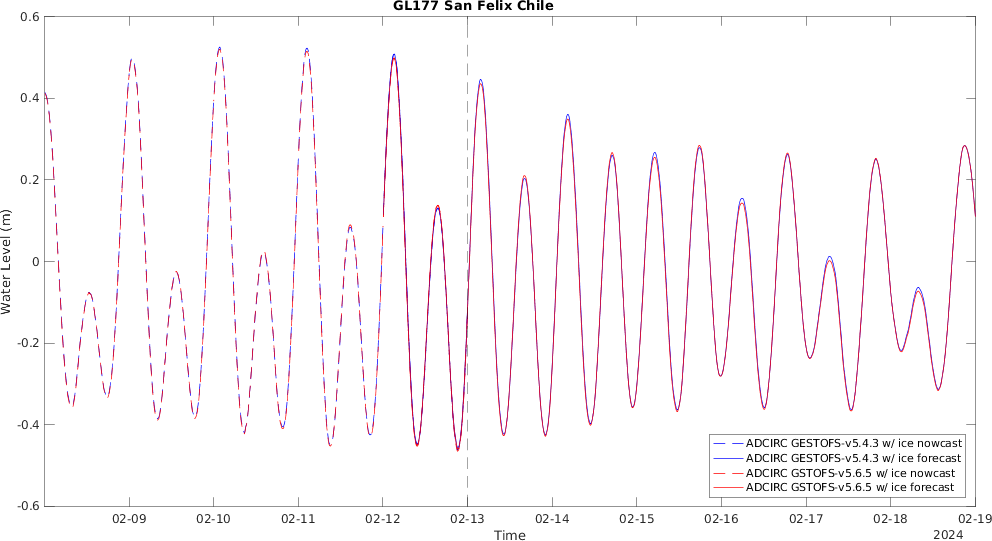 GL177 San Felix Chile
0.6
0.4
0.2
0
-0.2
-0.4
-0.6
Water Level (m)
ADCIRC GESTOFS-v5.4.3 w/ ice nowcast
ADCIRC GESTOFS-v5.4.3 w/ ice forecast
ADCIRC GSTOFS-v5.6.5 w/ ice nowcast
ADCIRC GSTOFS-v5.6.5 w/ ice forecast
02-09 02-10 02-11 02-12 02-13 02-14 02-15 02-16 02-17 02-18 02-19
Time
2024